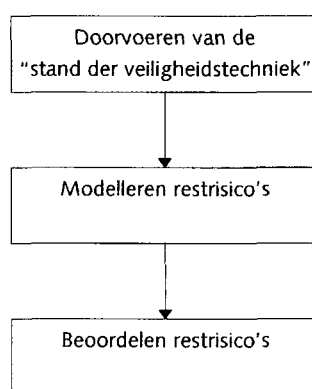 Doorvoeren van de
“stand der veiligheidstechniek”
Modelleren restrisico's
Beoordelen restrisico's